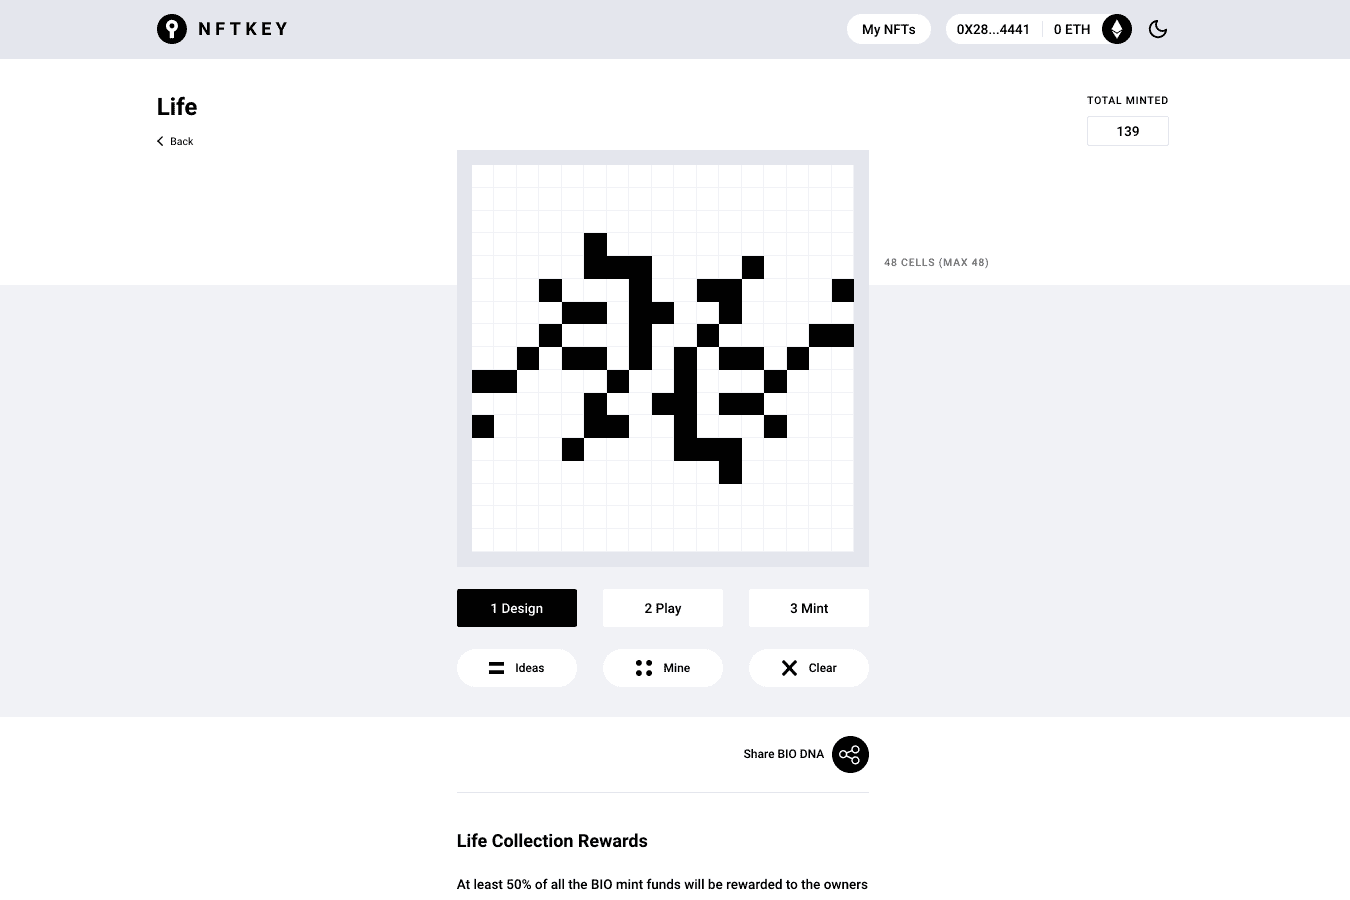 NFTKEY
My NFTs
0X28...4441
0 ETH
Life
Back
TOTAL MINTED
139
48 CELLS (MAX 48)
1 Design
2 Play
3 Mint
Ideas
Mine
Clear
Share BIO DNA
Life Collection Rewards
At least 50% of all the BIO mint funds will be rewarded to the owners